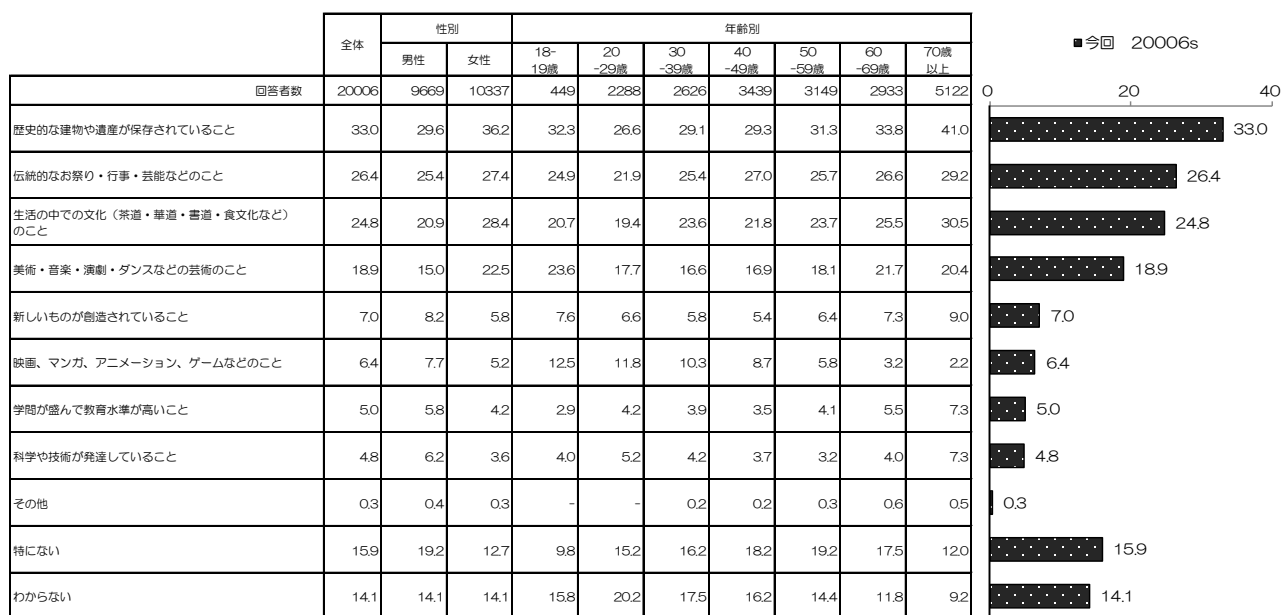 全体 性別 年齢別
男性 女性 18-19歳 20-29歳 30-39歳 40-49歳 50-59歳 60-69歳 70歳以上
■今回 20006s
回答者数 20006 9669 10337 449 2288 2626 3439 3149 2933 5122
0 20 40
歴史的な建物や遺産が保存されていること 33.0 29.6 36.2 32.3 26.6 29.1 29.3 31.3 33.8 41.0 33.0
伝統的なお祭り・行事・芸能などのこと 26.4 25.4 27.4 24.9 21.9 25.4 27.0 25.7 26.6 29.2 26.4
生活の中での文化（茶道・華道・書道・食文化など）
のこと 24.8 20.9 28.4 20.7 19.4 23.6 21.8 23.7 25.5 30.5 24.8
美術・音楽・演劇・ダンスなどの芸術のこと 18.9 15.0 22.5 23.6 17.7 16.6 16.9 18.1 21.7 20.4 18.9
新しいものが創造されていること 7.0 8.2 5.8 7.6 6.6 5.8 5.4 6.4 7.3 9.0 7.0
映画、マンガ、アニメーション、ゲームなどのこと 6.4 7.7 5.2 12.5 11.8 10.3 8.7 5.8 3.2 2.2 6.4
学問が盛んで教育水準が高いこと 5.0 5.8 4.2 2.9 4.2 3.9 3.5 4.1 5.5 7.3 5.0
科学や技術が発達していること 4.8 6.2 3.6 4.0 5.2 4.2 3.7 3.2 4.0 7.3 4.8
その他 0.3 0.4 0.3 - - 0.2 0.2 0.3 0.6 0.5 0.3
特にない 15.9 19.2 12.7 9.8 15.2 16.2 18.2 19.2 17.5 12.0 15.9
わからない 14.1 14.1 14.1 15.8 20.2 17.5 16.2 14.4 11.8 9.2 14.1